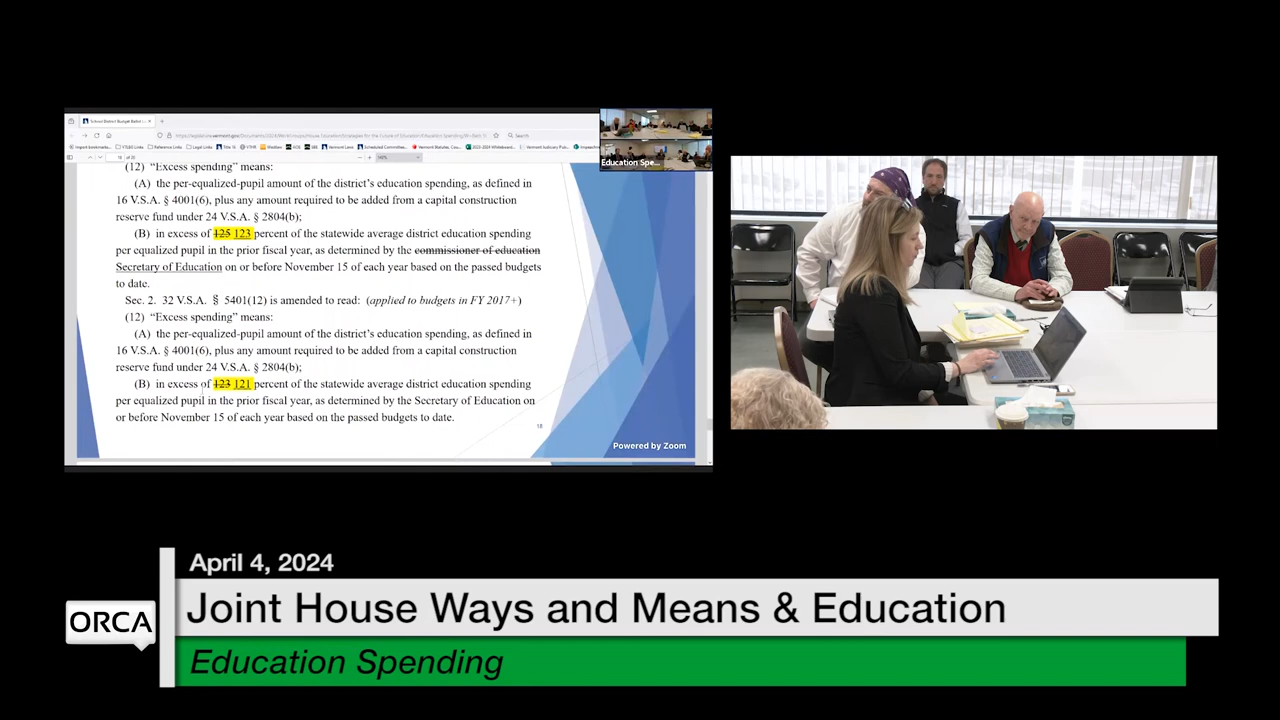 School District Budget Ballot
Search
Education Spe...
(12) “Excess spending” means:
(A) the per-equalized-pupil amount of the district’s education spending, as defined in
16 V.S.A. § 4001(6), plus any amount required to be added from a capital construction
reserve fund under 24 V.S.A. § 2804(b);
(B) in excess of 125 123 percent of the statewide average district education spending
per equalized pupil in the prior fiscal year, as determined by the commissioner of education
Secretary of Education on or before November 15 of each year based on the passed budgets
to date.
Sec. 2. 32 V.S.A. § 5401(12) is amended to read: (applied to budgets in FY 2017+)
(12) “Excess spending” means:
(A) the per-equalized-pupil amount of the district’s education spending, as defined in
16 V.S.A. § 4001(6), plus any amount required to be added from a capital construction
reserve fund under 24 V.S.A. § 2804(b);
(B) in excess of 123 121 percent of the statewide average district education spending
per equalized pupil in the prior fiscal year, as determined by the Secretary of Education on
or before November 15 of each year based on the passed budgets to date.
18
Powered by Zoom
April 4, 2024
ORCA
Joint House Ways and Means & Education
Education Spending